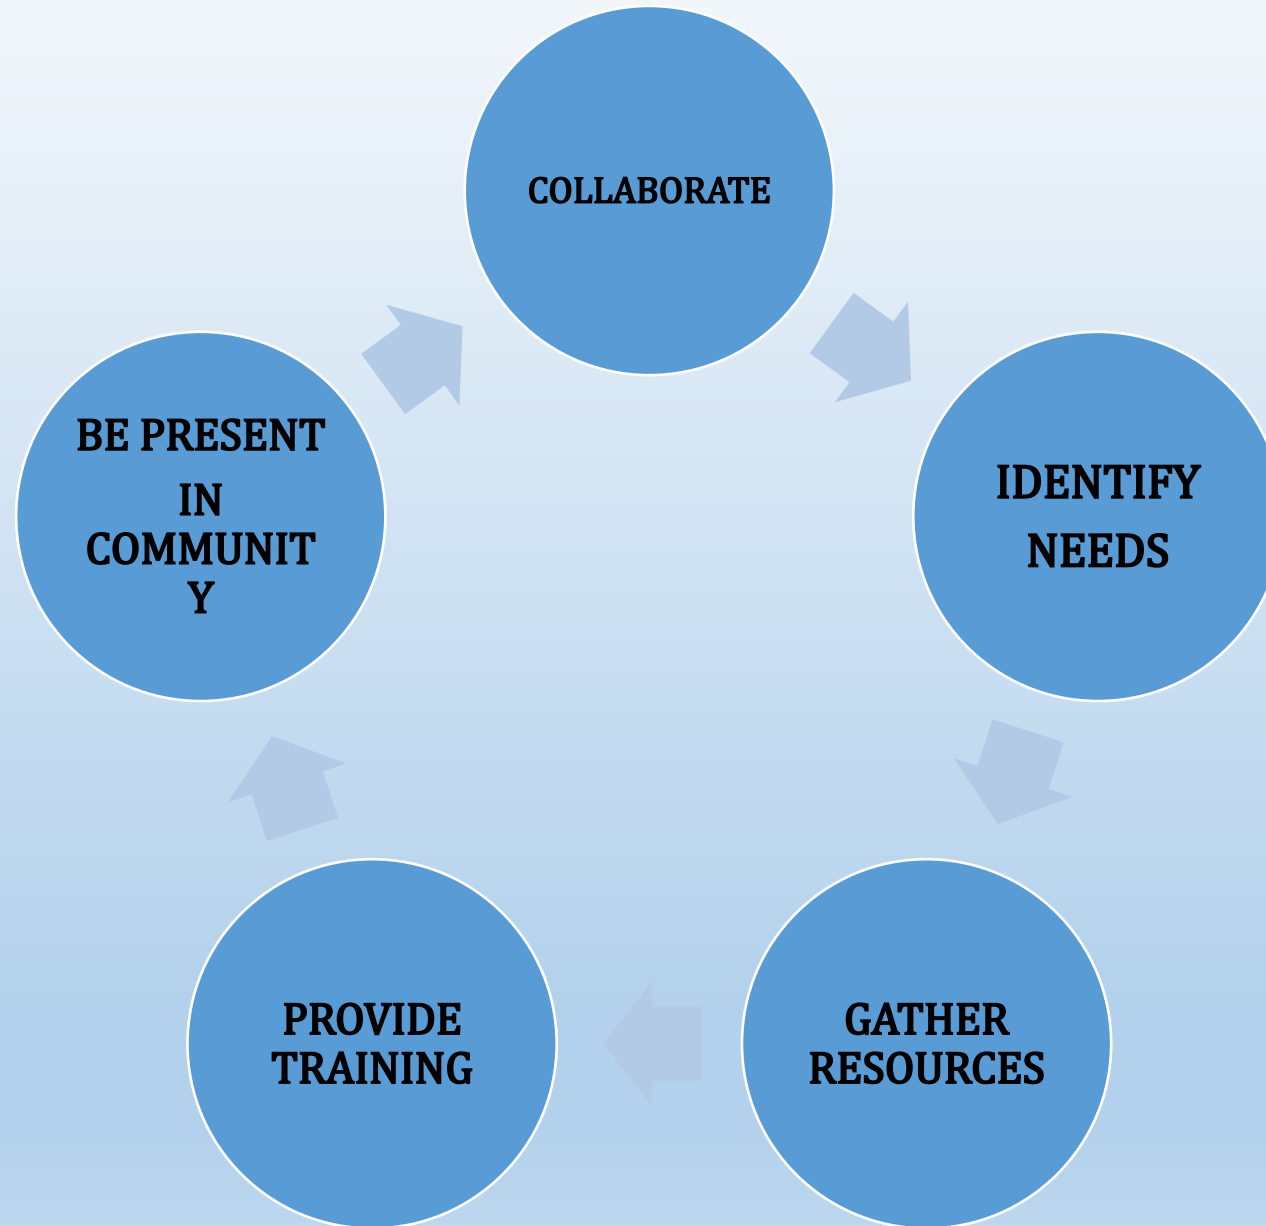 COLLABORATE
IDENTIFY
NEEDS
GATHER
RESOURCES
PROVIDE
TRAINING
BE PRESENT
IN
COMMUNIT
Y